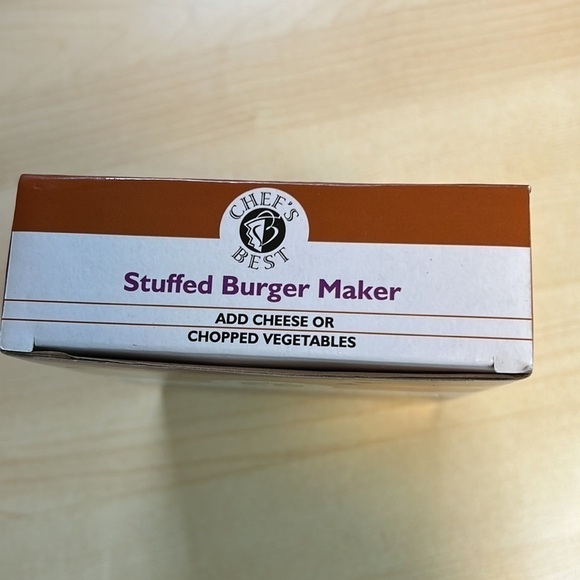 CHEF'S
BEST
Stuffed Burger Maker
ADD CHEESE OR
CHOPPED VEGETABLES